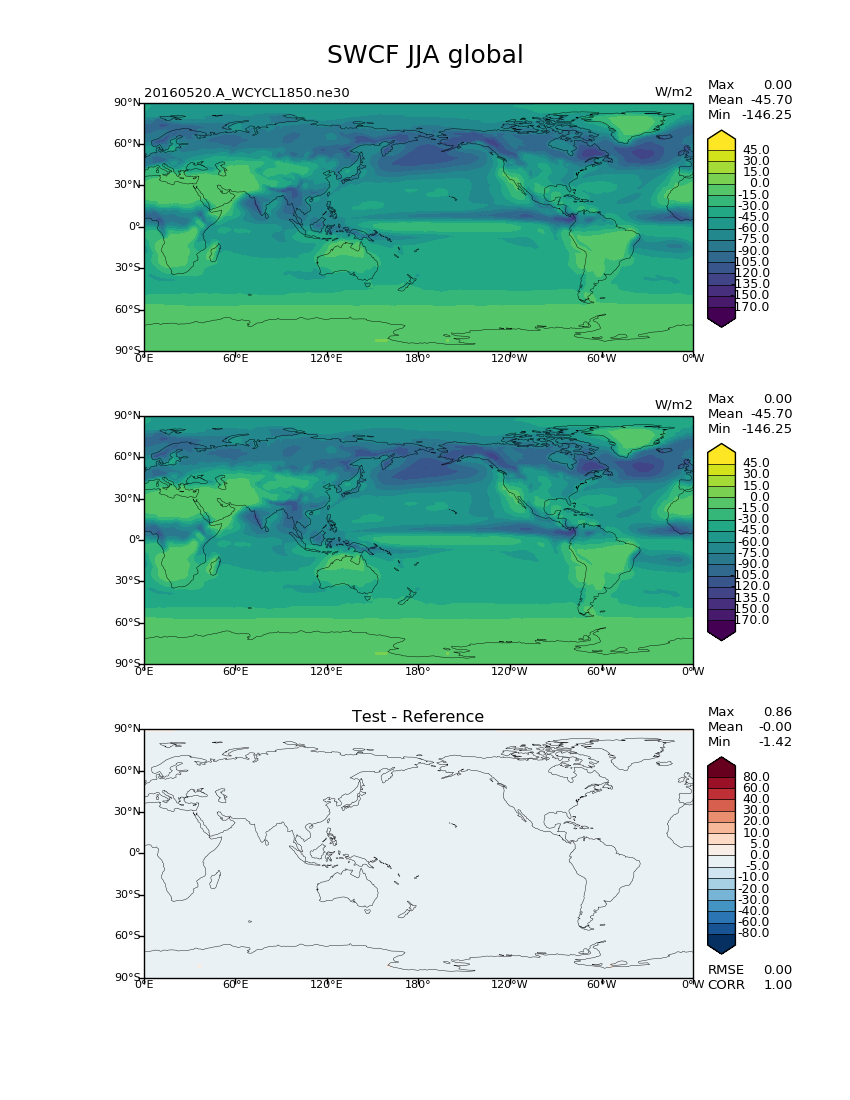 SWCF JJA global
20160520.A_WCYCL1850.ne30
W/m2
Max 0.00
Mean -45.70
Min -146.25
90°N
60°N
30°N
0°
30°S
60°S
90°S
0°E 60°E 120°E 180° 120°W 60°W 0°W
45.0
30.0
15.0
0.0
-15.0
-30.0
-45.0
-60.0
-75.0
-90.0
-105.0
-120.0
-135.0
-150.0
-170.0
W/m2
Max 0.00
Mean -45.70
Min -146.25
90°N
60°N
30°N
0°
30°S
60°S
90°S
0°E 60°E 120°E 180° 120°W 60°W 0°W
45.0
30.0
15.0
0.0
-15.0
-30.0
-45.0
-60.0
-75.0
-90.0
-105.0
-120.0
-135.0
-150.0
-170.0
Test - Reference
Max 0.86
Mean -0.00
Min -1.42
90°N
60°N
30°N
0°
30°S
60°S
90°S
0°E 60°E 120°E 180° 120°W 60°W 0°W
80.0
60.0
40.0
30.0
20.0
10.0
5.0
0.0
-5.0
-10.0
-20.0
-30.0
-40.0
-60.0
-80.0
RMSE 0.00
CORR 1.00